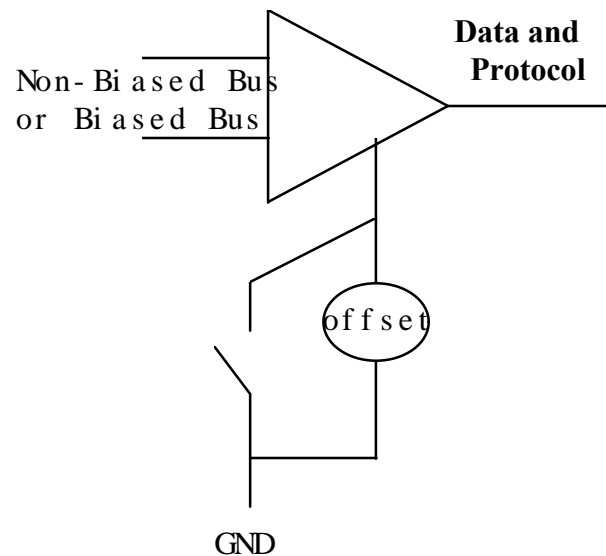 Data and
Protocol
Non-Biased Bus
or Biased Bus
offset
GND